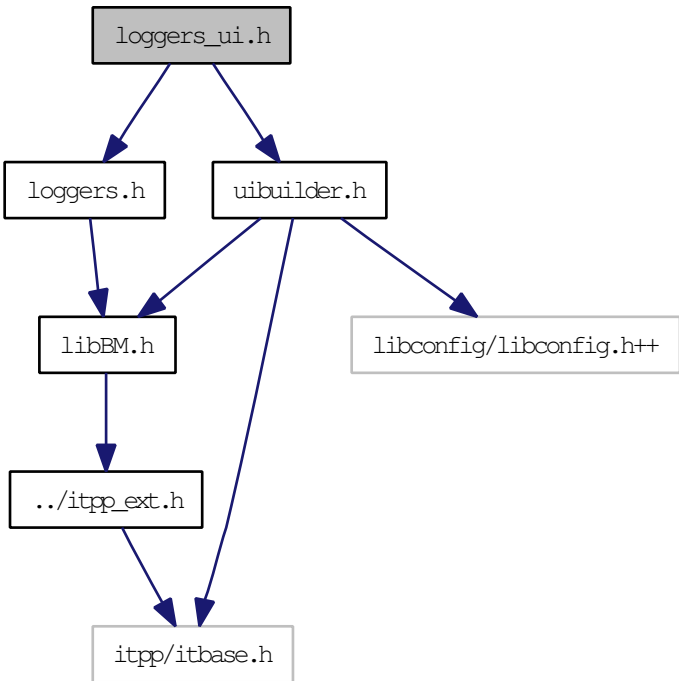 loggers_ui.h
loggers.h
uibuilder.h
libBM.h
libconfig/libconfig.h++
../itpp_ext.h
itpp/itbase.h